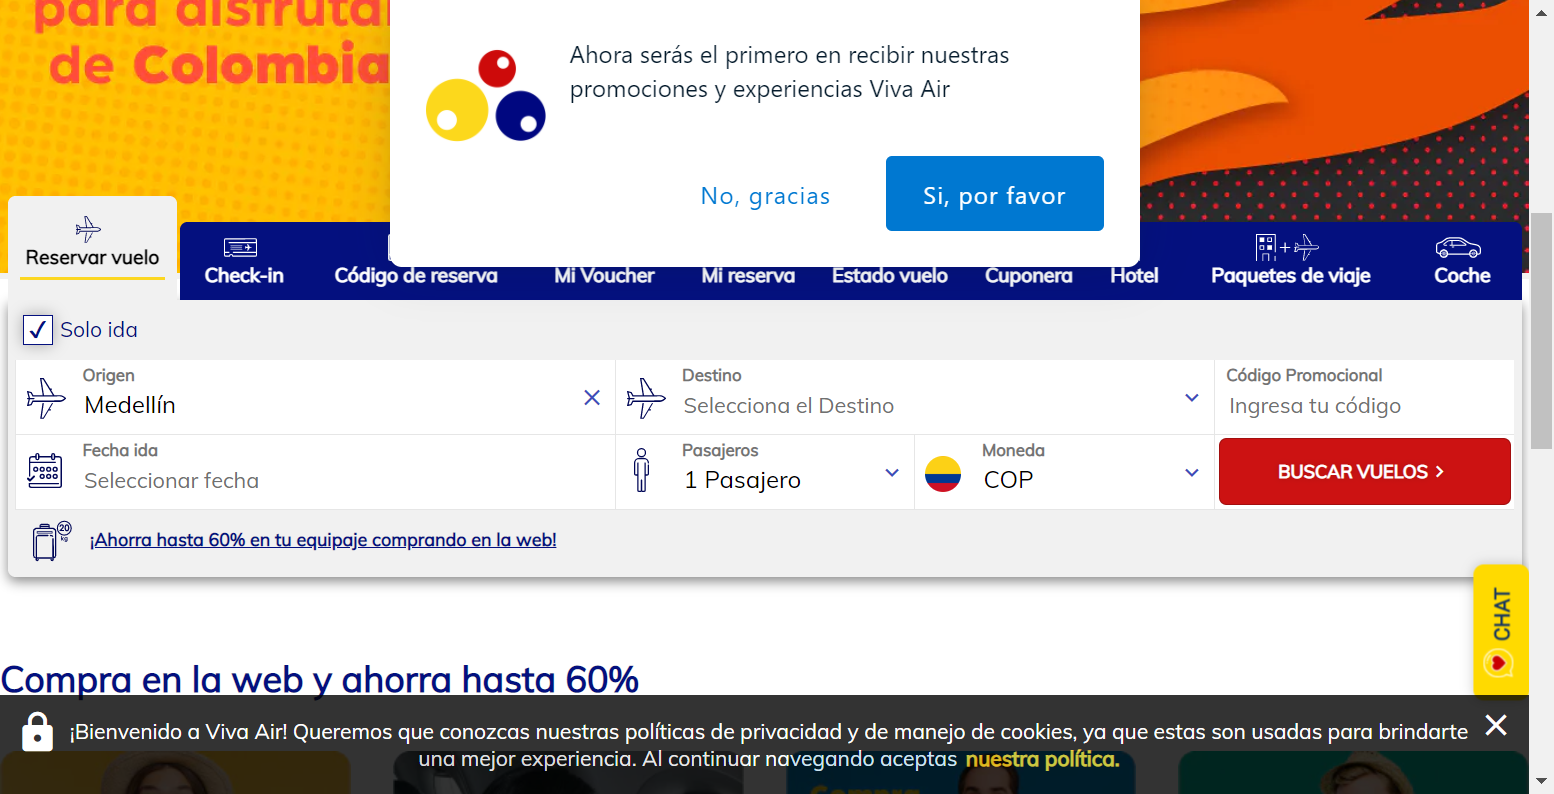 para disfrutar
de Colombia
Ahora serás el primero en recibir nuestras
promociones y experiencias Viva Air
No, gracias
Si, por favor
Reservar vuelo
Check-in
Código de reserva
Mi Voucher
Mi reserva
Estado vuelo
Cuponera
Hotel
Paquetes de viaje
Coche
Solo ida
Origen
Medellín
Destino
Selecciona el Destino
Código Promocional
Ingresa tu código
Fecha ida
Seleccionar fecha
Pasajeros
1 Pasajero
Moneda
COP
BUSCAR VUELOS
20
kg
¡Ahorra hasta 60% en tu equipaje comprando en la web!
CHAT
Compra en la web y ahorra hasta 60%
¡Bienvenido a Viva Air! Queremos que conozcas nuestras políticas de privacidad y de manejo de cookies, ya que estas son usadas para brindarte
una mejor experiencia. Al continuar navegando aceptas nuestra política.
Compra